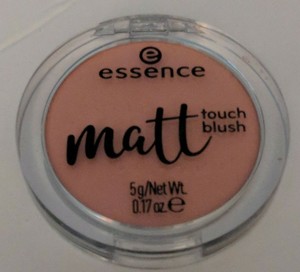 essence
matt touch
blush
5g/Net Wt.
0.17 oz. e